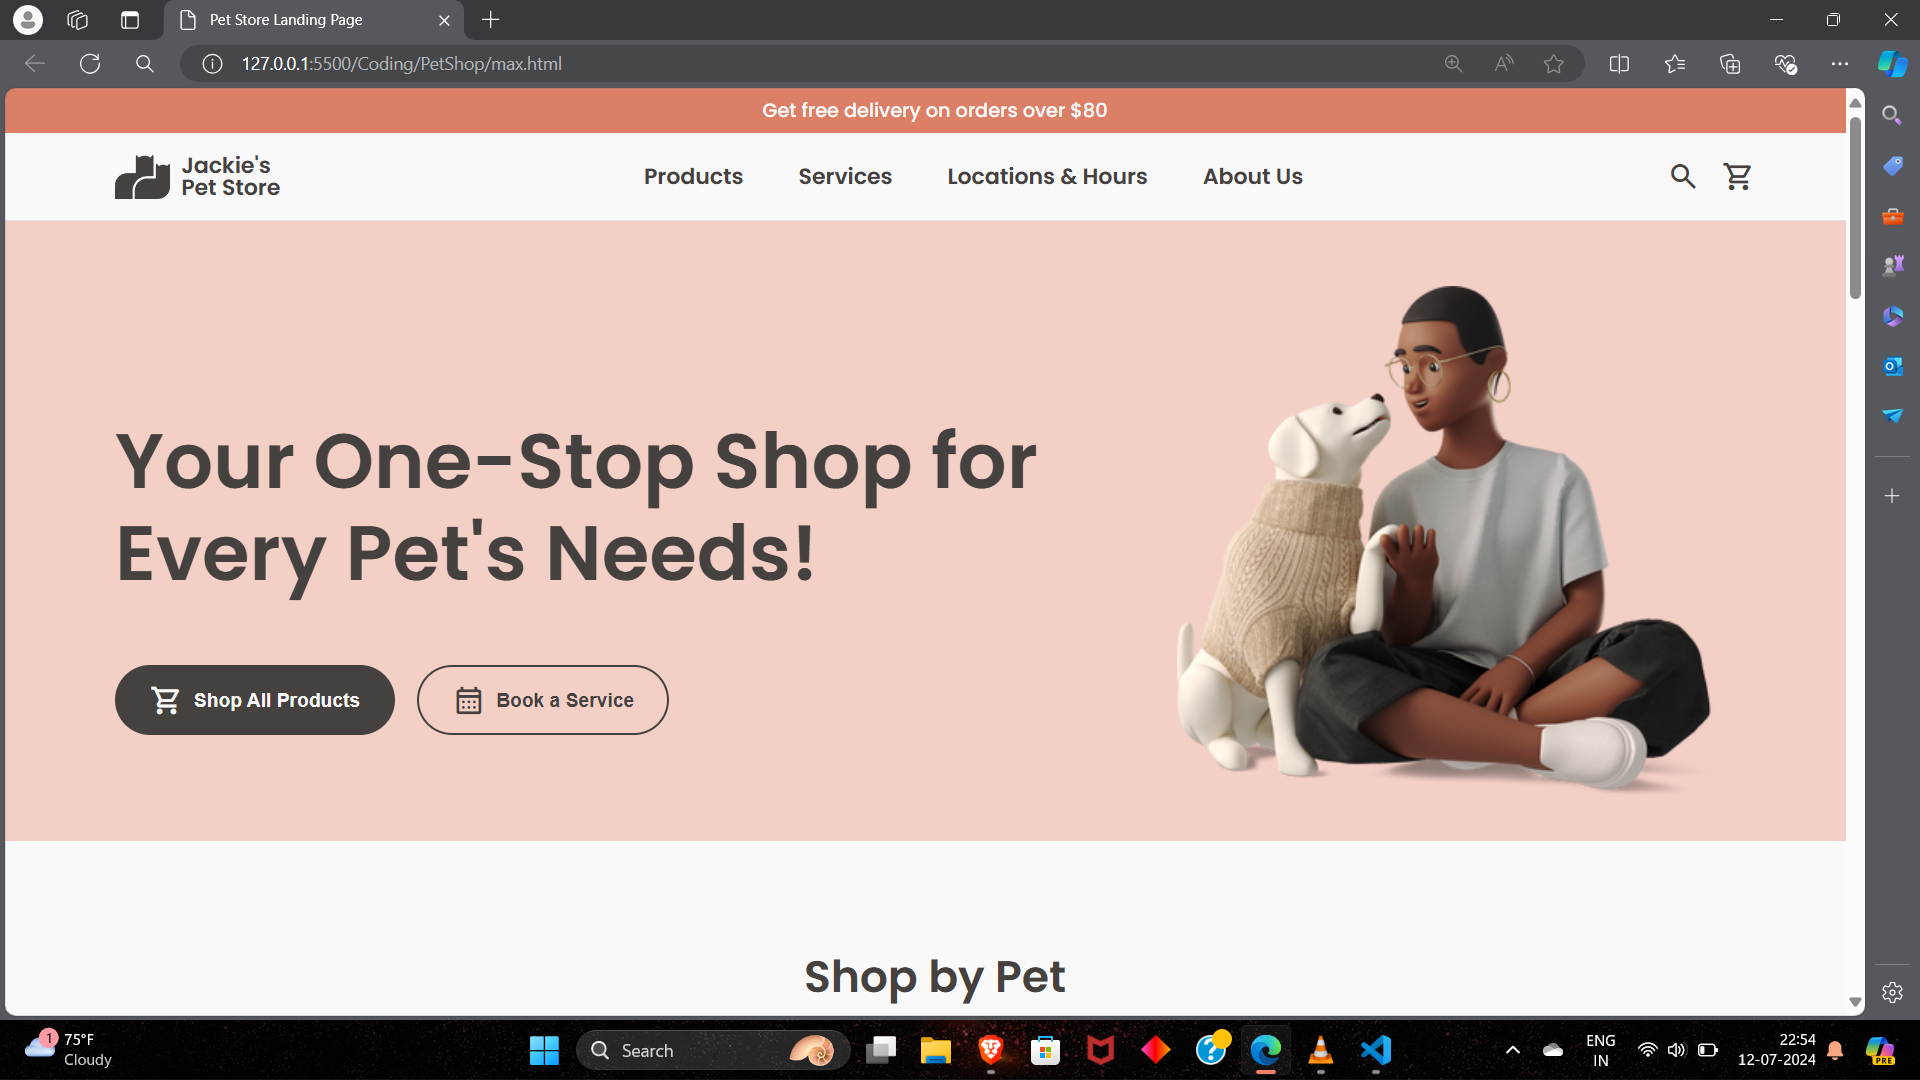 Pet Store Landing Page
127.0.0.1:5500/Coding/PetShop/max.html
Get free delivery on orders over $80
Jackie's
Pet Store
Products
Services
Locations & Hours
About Us
Your One-Stop Shop for
Every Pet's Needs!
Shop All Products
Book a Service
Shop by Pet
1
75°F
Cloudy
Search
ENG
IN
22:54
12-07-2024
PRE